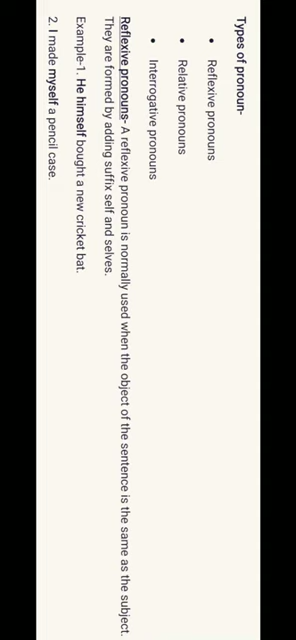 Types of pronoun-
• Reflexive pronouns
• Relative pronouns
• Interrogative pronouns
Reflexive pronouns- A reflexive pronoun is normally used when the object of the sentence is the same as the subject.
They are formed by adding suffix self and selves.
Example-1. He himself bought a new cricket bat.
2. I made myself a pencil case.